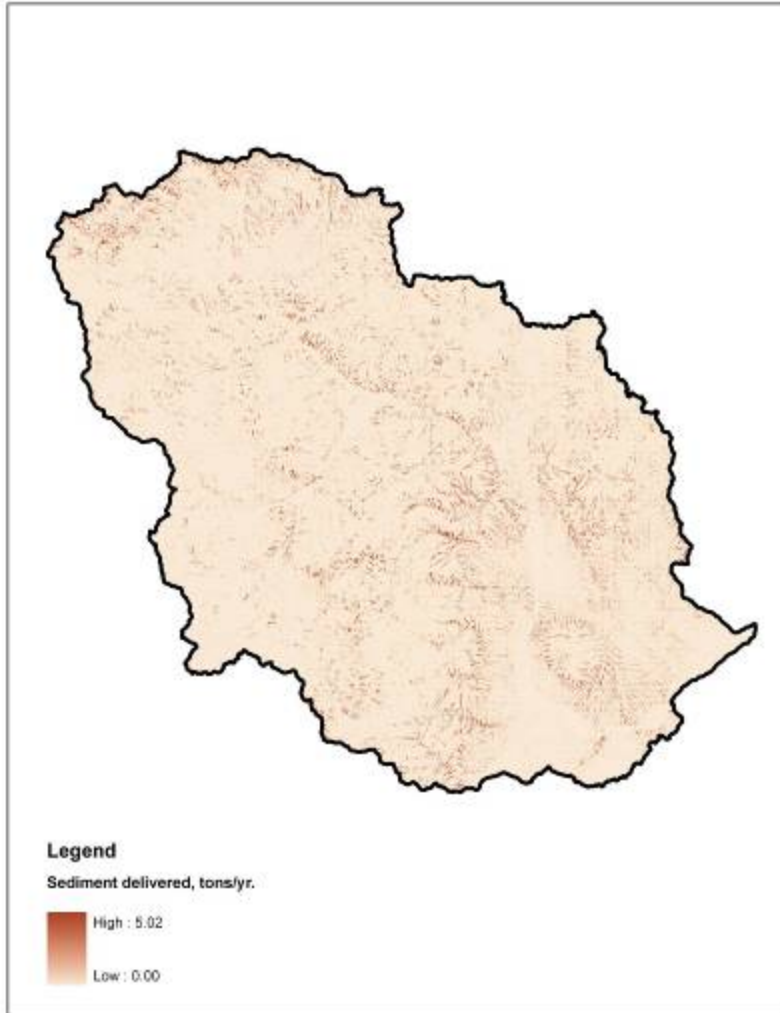 Legend
Sediment delivered, tons/yr.
High : 5.02
Low : 0.00